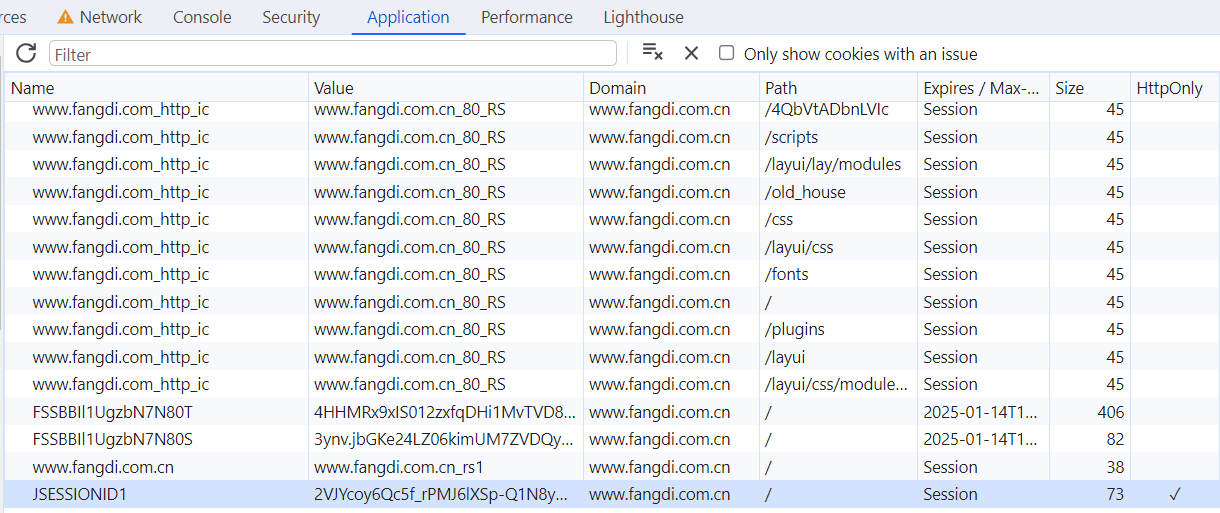 rces Network Console Security Application Performance Lighthouse
Filter Only show cookies with an issue
Name Value Domain Path Expires / Max-... Size HttpOnly
www.fangdi.com_http_ic www.fangdi.com.cn_80_RS www.fangdi.com.cn /4QbVtADbnLVIc Session 45
www.fangdi.com_http_ic www.fangdi.com.cn_80_RS www.fangdi.com.cn /scripts Session 45
www.fangdi.com_http_ic www.fangdi.com.cn_80_RS www.fangdi.com.cn /layui/lay/modules Session 45
www.fangdi.com_http_ic www.fangdi.com.cn_80_RS www.fangdi.com.cn /old_house Session 45
www.fangdi.com_http_ic www.fangdi.com.cn_80_RS www.fangdi.com.cn /css Session 45
www.fangdi.com_http_ic www.fangdi.com.cn_80_RS www.fangdi.com.cn /layui/css Session 45
www.fangdi.com_http_ic www.fangdi.com.cn_80_RS www.fangdi.com.cn /fonts Session 45
www.fangdi.com_http_ic www.fangdi.com.cn_80_RS www.fangdi.com.cn / Session 45
www.fangdi.com_http_ic www.fangdi.com.cn_80_RS www.fangdi.com.cn /plugins Session 45
www.fangdi.com_http_ic www.fangdi.com.cn_80_RS www.fangdi.com.cn /layui Session 45
www.fangdi.com_http_ic www.fangdi.com.cn_80_RS www.fangdi.com.cn /layui/css/module... Session 45
FSSBBIl1UgzbN7N80T 4HHMRx9xIS012zxfqDHi1MvTVD8... www.fangdi.com.cn / 2025-01-14T1... 406
FSSBBIl1UgzbN7N80S 3ynv.jbGKe24LZ06kimUM7ZVDQy... www.fangdi.com.cn / 2025-01-14T1... 82
www.fangdi.com.cn www.fangdi.com.cn_rs1 www.fangdi.com.cn / Session 38
JSESSIONID1 2VJYcoy6Qc5f_rPMJ6lXSp-Q1N8y... www.fangdi.com.cn / Session 73 ✓